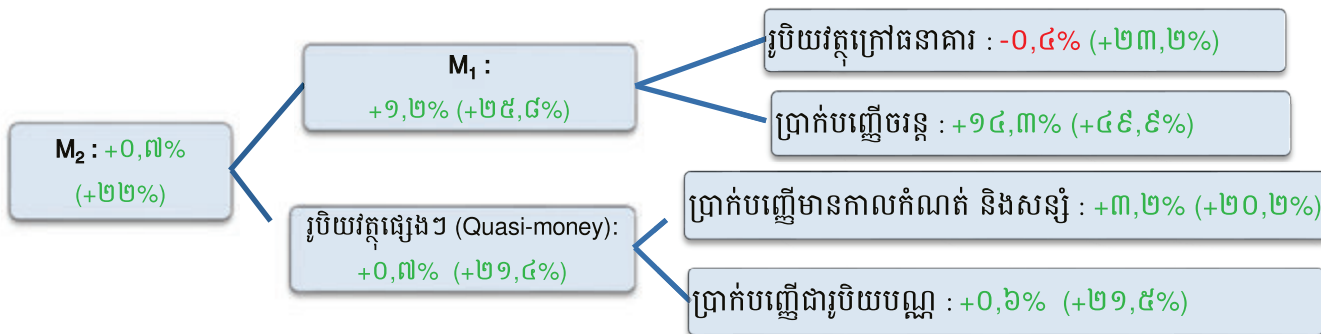 M₂ : +០,៧%
(+២២%)
M₁ :
+១,២% (+២៥,៨%)
រូបិយវត្ថុផ្សេងៗ (Quasi-money):
+០,៧% (+២១,៤%)
រូបិយវត្ថុក្រៅធនាគារ : -០,៤% (+២៣,២%)
ប្រាក់បញ្ញើចរន្ត : +១៤,៣% (+៤៩,៩%)
ប្រាក់បញ្ញើមានកាលកំណត់ និងសន្សំ : +៣,២% (+២០,២%)
ប្រាក់បញ្ញើជារូបិយបណ្ណ : +០,៦% (+២១,៥%)